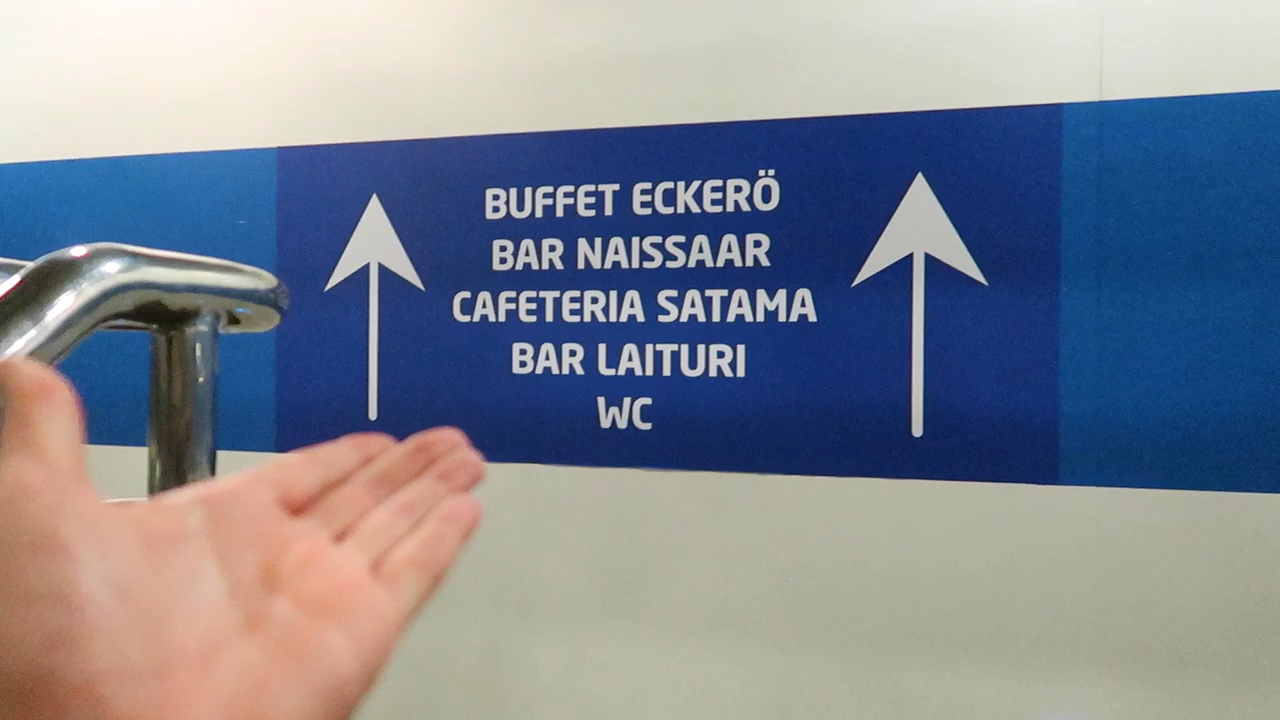 BUFFET ECKERÖ
BAR NAISSAAR
CAFETERIA SATAMA
BAR LAITURI
WC